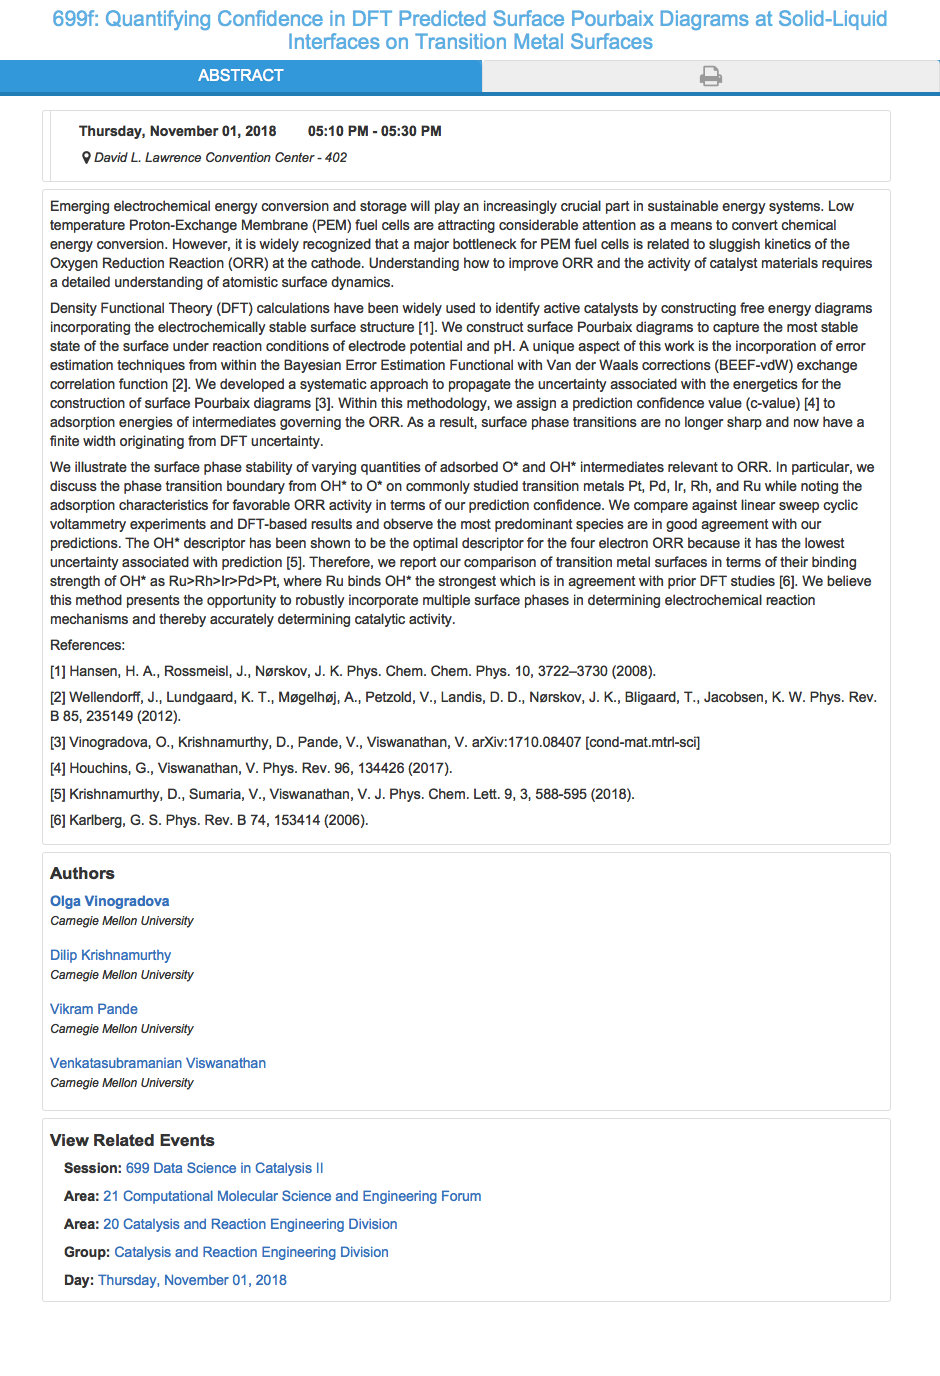 699f: Quantifying Confidence in DFT Predicted Surface Pourbaix Diagrams at Solid-Liquid
Interfaces on Transition Metal Surfaces
ABSTRACT
Thursday, November 01, 2018 05:10 PM - 05:30 PM
David L. Lawrence Convention Center - 402
Emerging electrochemical energy conversion and storage will play an increasingly crucial part in sustainable energy systems. Low
temperature Proton-Exchange Membrane (PEM) fuel cells are attracting considerable attention as a means to convert chemical
energy conversion. However, it is widely recognized that a major bottleneck for PEM fuel cells is related to sluggish kinetics of the
Oxygen Reduction Reaction (ORR) at the cathode. Understanding how to improve ORR and the activity of catalyst materials requires
a detailed understanding of atomistic surface dynamics.
Density Functional Theory (DFT) calculations have been widely used to identify active catalysts by constructing free energy diagrams
incorporating the electrochemically stable surface structure [1]. We construct surface Pourbaix diagrams to capture the most stable
state of the surface under reaction conditions of electrode potential and pH. A unique aspect of this work is the incorporation of error
estimation techniques from within the Bayesian Error Estimation Functional with Van der Waals corrections (BEEF-vdW) exchange
correlation function [2]. We developed a systematic approach to propagate the uncertainty associated with the energetics for the
construction of surface Pourbaix diagrams [3]. Within this methodology, we assign a prediction confidence value (c-value) [4] to
adsorption energies of intermediates governing the ORR. As a result, surface phase transitions are no longer sharp and now have a
finite width originating from DFT uncertainty.
We illustrate the surface phase stability of varying quantities of adsorbed O* and OH* intermediates relevant to ORR. In particular, we
discuss the phase transition boundary from OH* to O* on commonly studied transition metals Pt, Pd, Ir, Rh, and Ru while noting the
adsorption characteristics for favorable ORR activity in terms of our prediction confidence. We compare against linear sweep cyclic
voltammetry experiments and DFT-based results and observe the most predominant species are in good agreement with our
predictions. The OH* descriptor has been shown to be the optimal descriptor for the four electron ORR because it has the lowest
uncertainty associated with prediction [5]. Therefore, we report our comparison of transition metal surfaces in terms of their binding
strength of OH* as Ru>Rh>Ir>Pd>Pt, where Ru binds OH* the strongest which is in agreement with prior DFT studies [6]. We believe
this method presents the opportunity to robustly incorporate multiple surface phases in determining electrochemical reaction
mechanisms and thereby accurately determining catalytic activity.
References:
[1] Hansen, H. A., Rossmeisl, J., Nørskov, J. K. Phys. Chem. Chem. Phys. 10, 3722–3730 (2008).
[2] Wellendorff, J., Lundgaard, K. T., Møgelhøj, A., Petzold, V., Landis, D. D., Nørskov, J. K., Bligaard, T., Jacobsen, K. W. Phys. Rev.
B 85, 235149 (2012).
[3] Vinogradova, O., Krishnamurthy, D., Pande, V., Viswanathan, V. arXiv:1710.08407 [cond-mat.mtrl-sci]
[4] Houchins, G., Viswanathan, V. Phys. Rev. 96, 134426 (2017).
[5] Krishnamurthy, D., Sumaria, V., Viswanathan, V. J. Phys. Chem. Lett. 9, 3, 588-595 (2018).
[6] Karlberg, G. S. Phys. Rev. B 74, 153414 (2006).
Authors
Olga Vinogradova
Carnegie Mellon University
Dilip Krishnamurthy
Carnegie Mellon University
Vikram Pande
Carnegie Mellon University
Venkatasubramanian Viswanathan
Carnegie Mellon University
View Related Events
Session: 699 Data Science in Catalysis II
Area: 21 Computational Molecular Science and Engineering Forum
Area: 20 Catalysis and Reaction Engineering Division
Group: Catalysis and Reaction Engineering Division
Day: Thursday, November 01, 2018